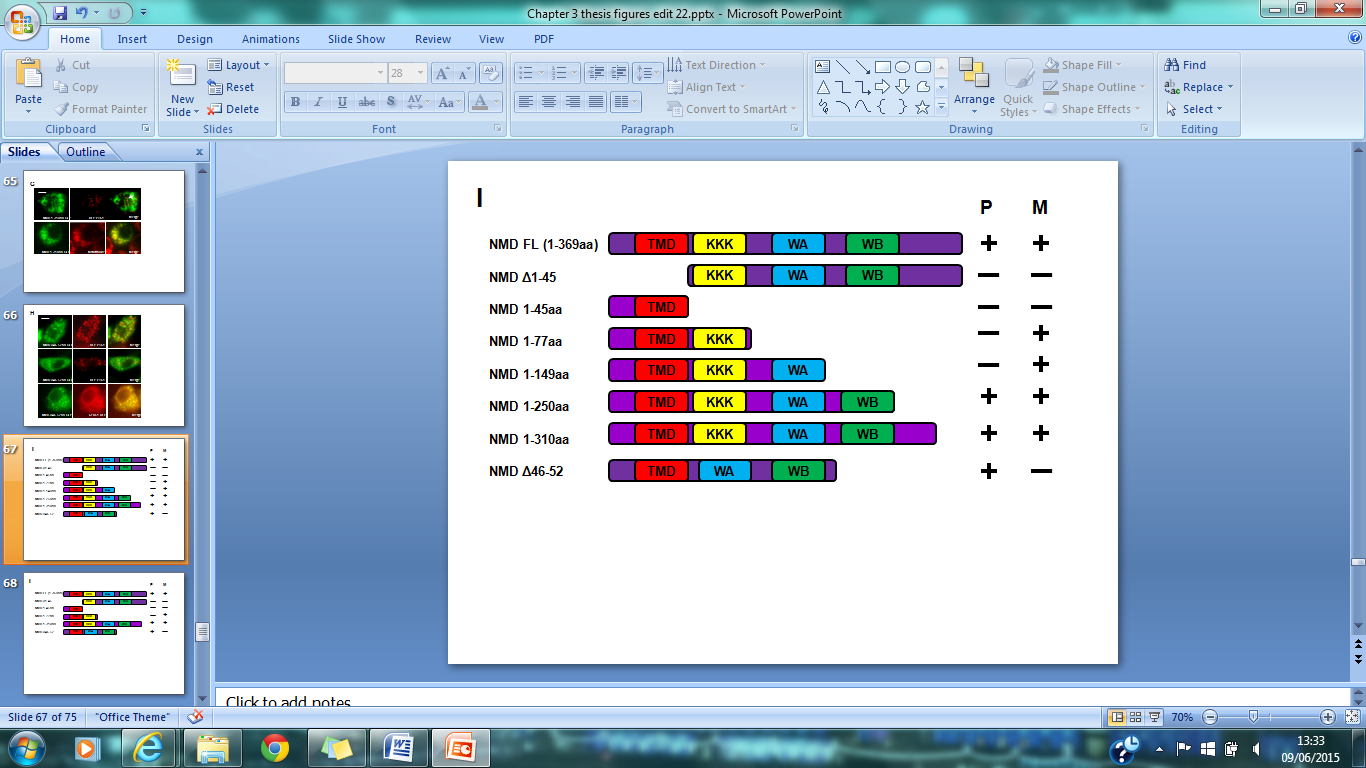 Chapter 3 thesis figures edit 22.pptx - Microsoft PowerPoint
Home Insert Design Animations Slide Show Review View PDF
Paste
Cut
Copy
Format Painter
Clipboard
New Slide
Layout
Reset
Delete
Slides
28
B I U abc S AV Aa A
Font
Paragraph
Text Direction
Align Text
Convert to SmartArt
Arrange
Quick Styles
Shape Fill
Shape Outline
Shape Effects
Drawing
Find
Replace
Select
Editing
Slides Outline x
65
G
66
H
67
68
I
P M
NMD FL (1-369aa) TMD KKK WA WB + +
NMD Δ1-45 KKK WA WB — —
NMD 1-45aa TMD — —
NMD 1-77aa TMD KKK — +
NMD 1-149aa TMD KKK WA — +
NMD 1-250aa TMD KKK WA WB + +
NMD 1-310aa TMD KKK WA WB + +
NMD Δ46-52 TMD WA WB + —
Click to add notes
Slide 67 of 75 "Office Theme" 70%
13:33
09/06/2015